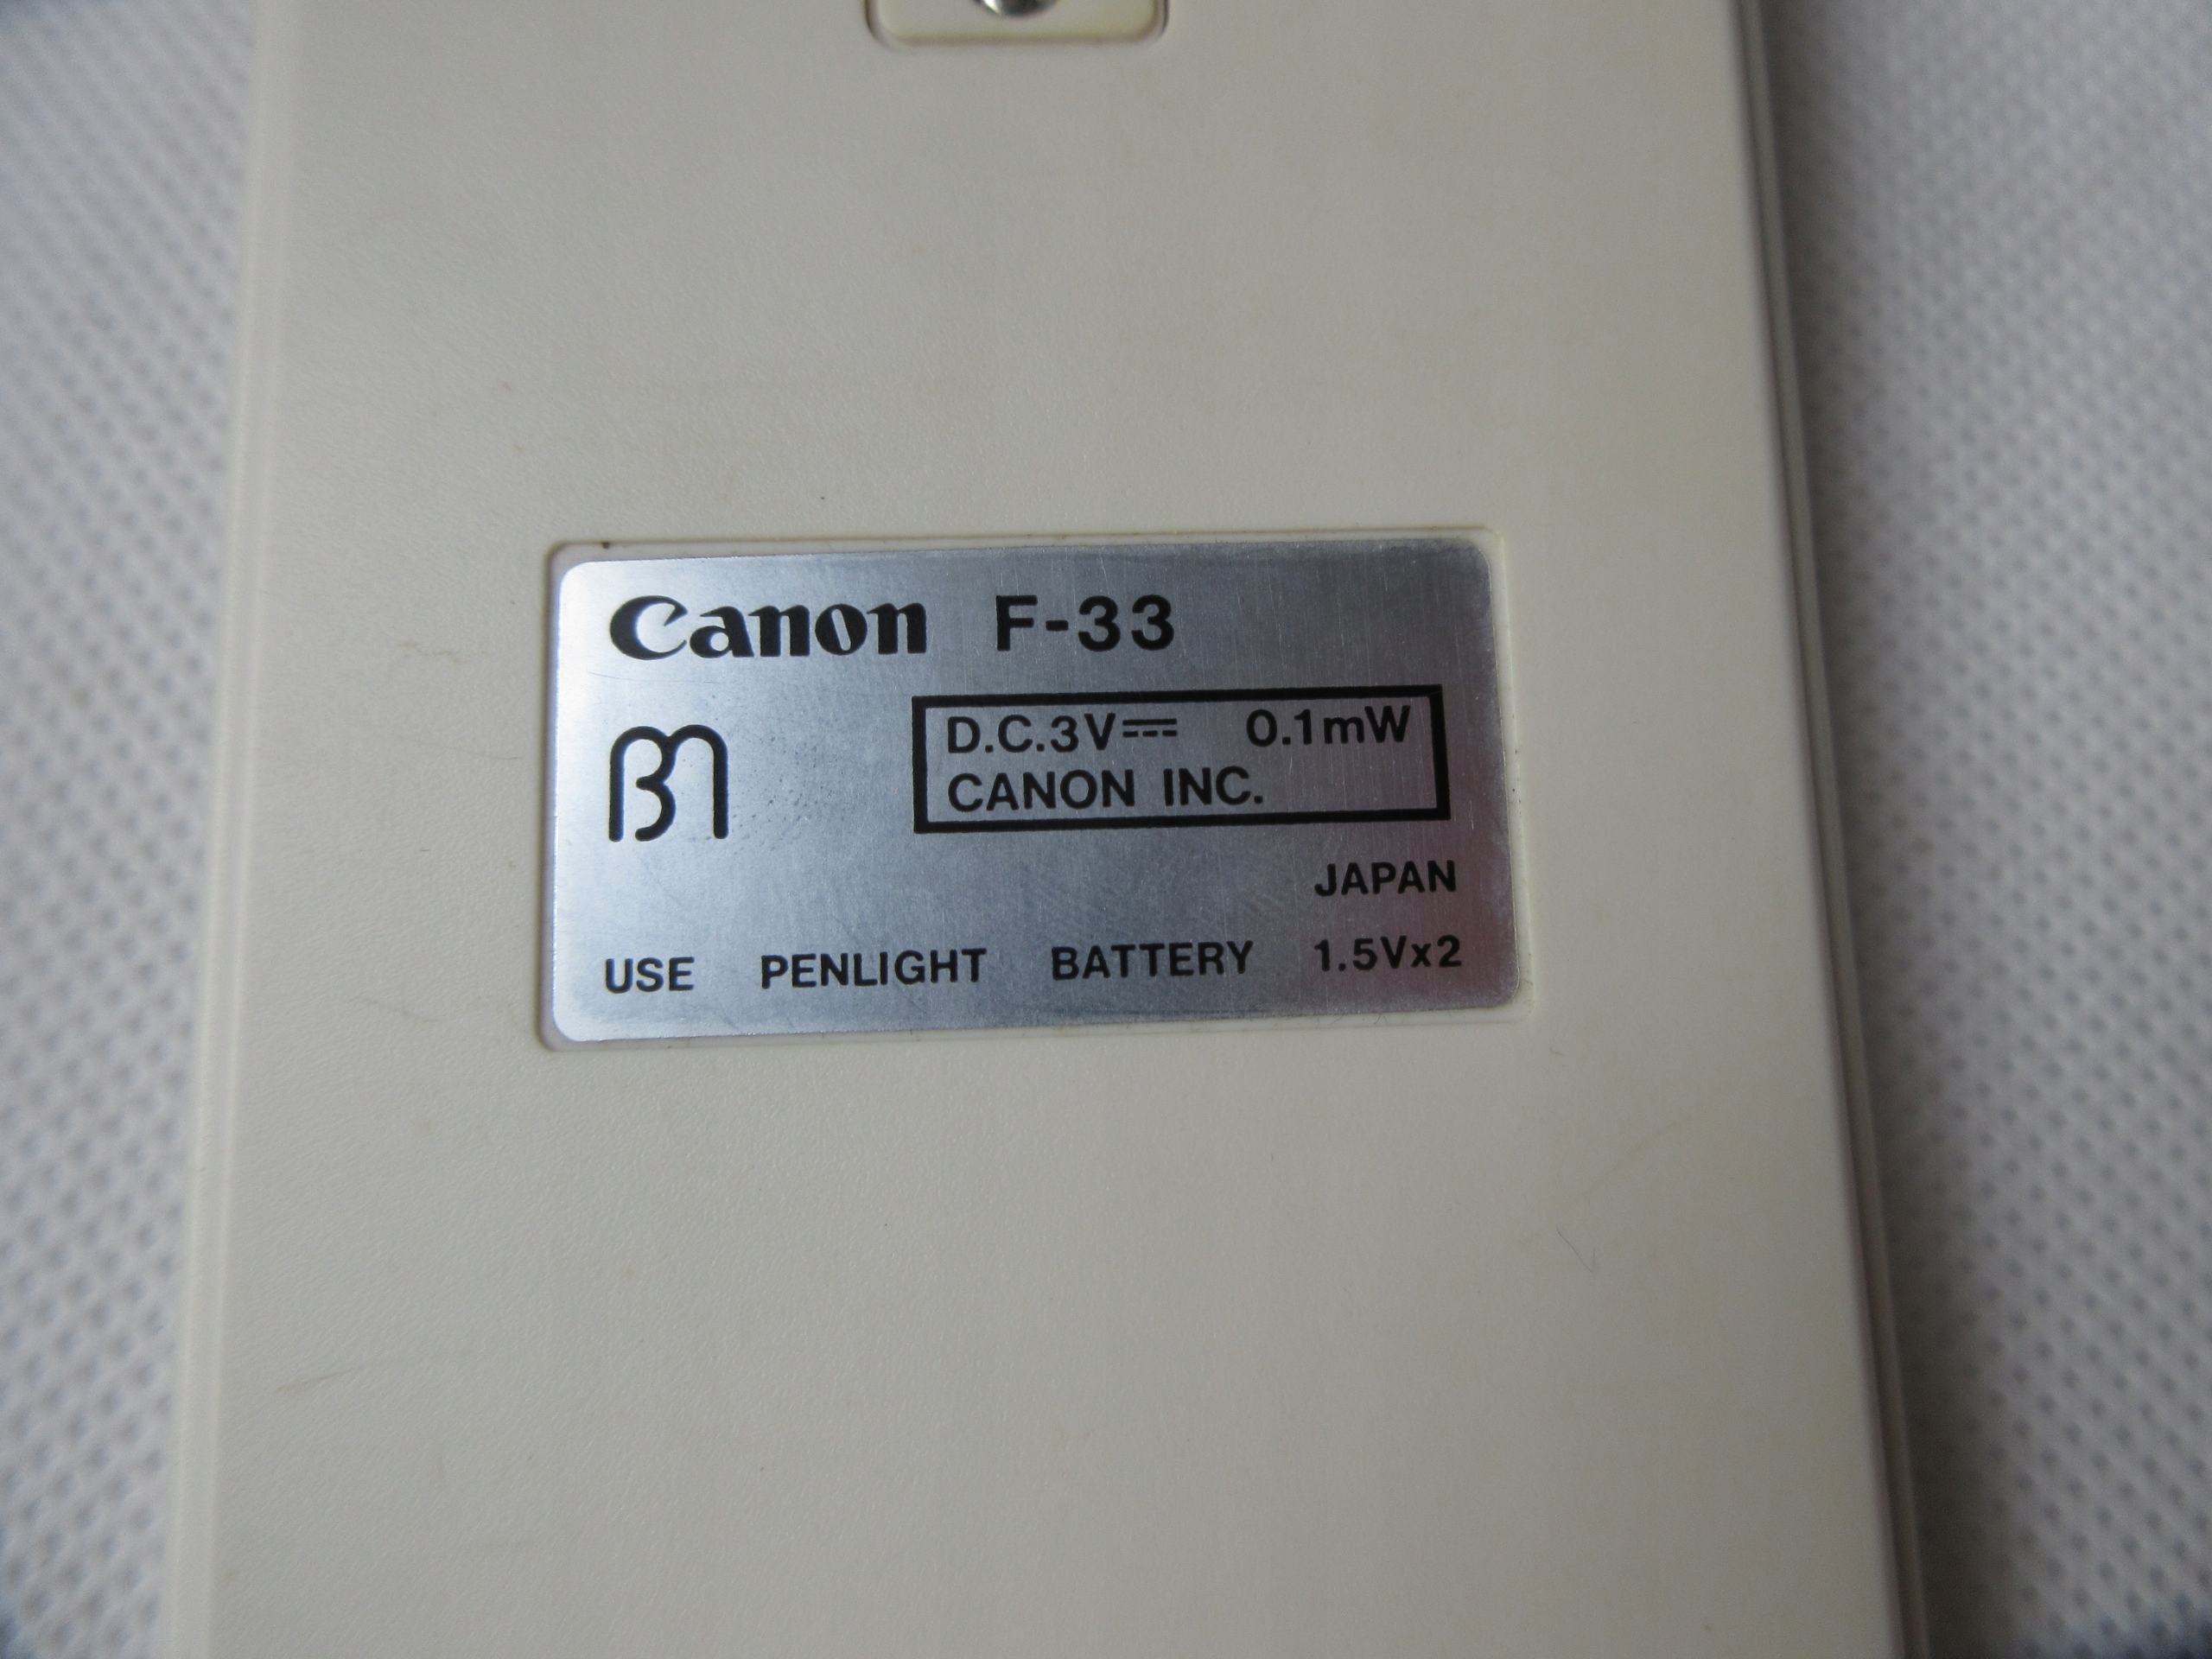 Canon F-33
D.C.3V⎓ 0.1mW
CANON INC.
JAPAN
USE PENLIGHT BATTERY 1.5Vx2